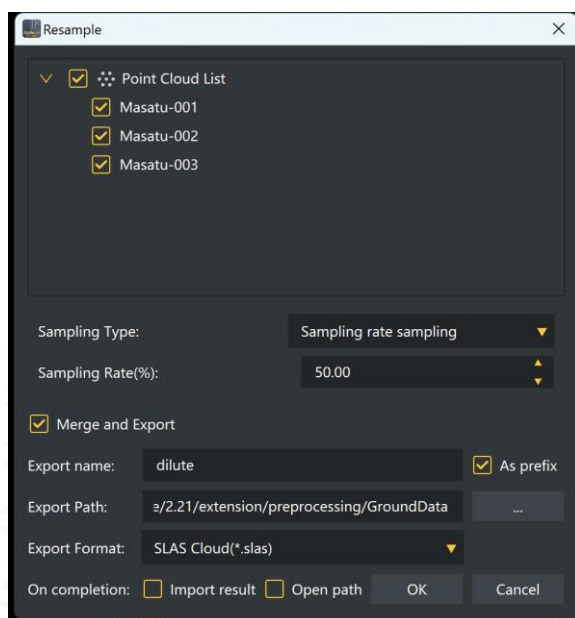 Resample
Point Cloud List
Masatu-001
Masatu-002
Masatu-003
Sampling Type: Sampling rate sampling
Sampling Rate(%): 50.00
Merge and Export
Export name: dilute As prefix
Export Path: e/2.21/extension/preprocessing/GroundData ...
Export Format: SLAS Cloud(*.slas)
On completion: Import result Open path OK Cancel